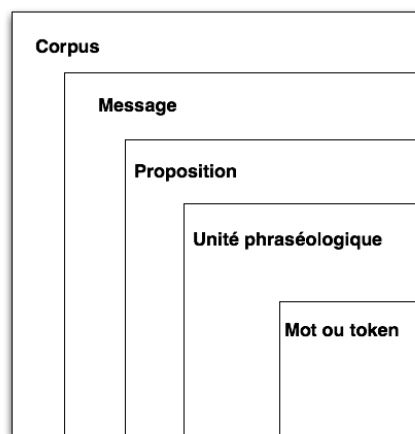 Corpus
Message
Proposition
Unité phraséologique
Mot ou token